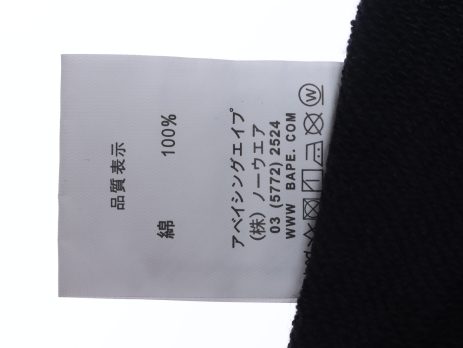 品質表示
綿 100%
アベイシングエイプ
(株) ノーウエア
03 (5772) 2524
WWW BAPE. COM
W